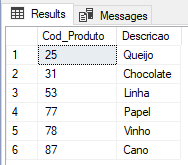 Results Messages
Cod_Produto Descricao
1 25 Queijo
2 31 Chocolate
3 53 Linha
4 77 Papel
5 78 Vinho
6 87 Cano